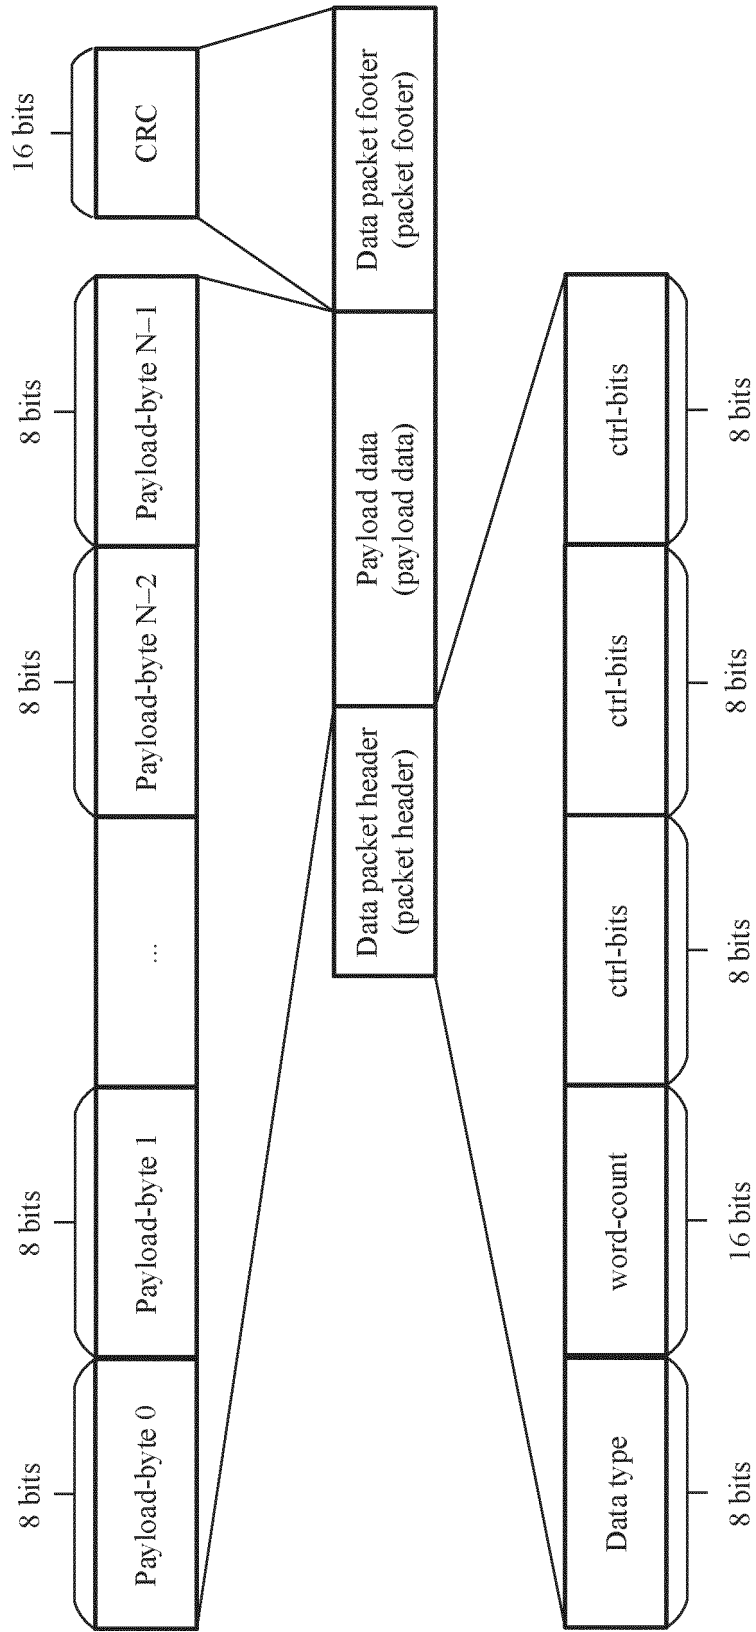 8 bits
8 bits
8 bits
8 bits
16 bits
Payload-byte 0
Payload-byte 1
...
Payload-byte N–2
Payload-byte N–1
CRC
Data packet header
(packet header)
Payload data
(payload data)
Data packet footer
(packet footer)
Data type
word-count
ctrl-bits
ctrl-bits
ctrl-bits
8 bits
16 bits
8 bits
8 bits
8 bits